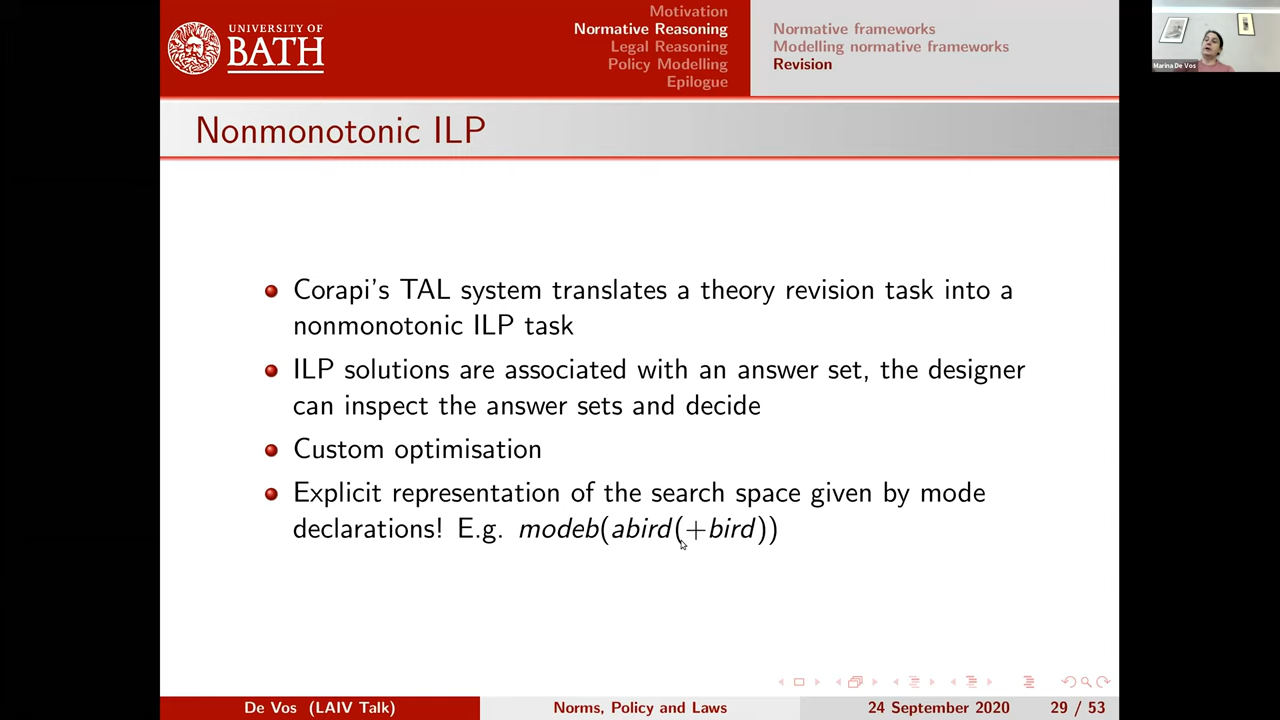 UNIVERSITY OF
BATH
Motivation
Normative Reasoning
Legal Reasoning
Policy Modelling
Epilogue
Normative frameworks
Modelling normative frameworks
Revision
Marina De Vos
Nonmonotonic ILP
Corapi's TAL system translates a theory revision task into a
nonmonotonic ILP task
ILP solutions are associated with an answer set, the designer
can inspect the answer sets and decide
Custom optimisation
Explicit representation of the search space given by mode
declarations! E.g. modeb(abird(+bird))
De Vos (LAIV Talk)
Norms, Policy and Laws
24 September 2020
29 / 53